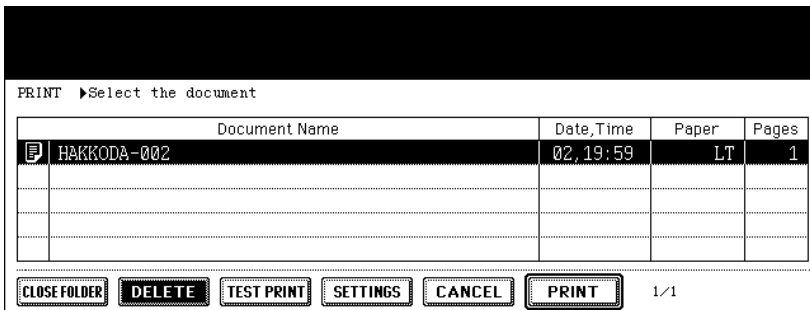 PRINT ▶Select the document
Document Name Date,Time Paper Pages
HAKKODA-002 02,19:59 LT 1
CLOSE FOLDER DELETE TEST PRINT SETTINGS CANCEL PRINT 1/1